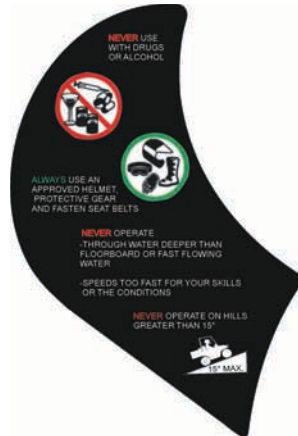 NEVER USE
WITH DRUGS
OR ALCOHOL
ALWAYS USE AN
APPROVED HELMET,
PROTECTIVE GEAR
AND FASTEN SEAT BELTS
NEVER OPERATE
-THROUGH WATER DEEPER THAN
FLOORBOARD OR FAST FLOWING
WATER
-SPEEDS TOO FAST FOR YOUR SKILLS
OR THE CONDITIONS
NEVER OPERATE ON HILLS
GREATER THAN 15°
15° MAX.